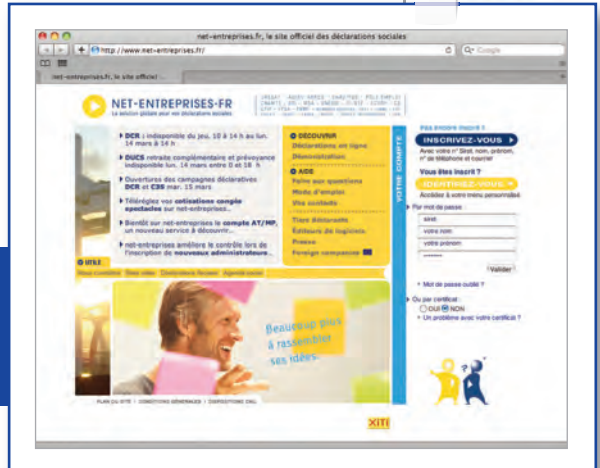 net-entreprises.fr, le site officiel des déclarations sociales
http://www.net-entreprises.fr/
Google
net-entreprises.fr, le site officiel ...
NET-ENTREPRISES·FR
La solution globale pour vos déclarations sociales
DCR : indisponible du jeu. 10 à 14 h au lun. 14 mars à 14 h
DUCS retraite complémentaire et prévoyance indisponible lun. 14 mars entre 0 et 18 h
Ouvertures des campagnes déclaratives DCR et C3S mar. 15 mars
Téléréglez vos cotisations congés spectacles sur net-entreprises...
Bientôt sur net-entreprises le compte AT/MP, un nouveau service à découvrir...
net-entreprises améliore le contrôle lors de l'inscription de nouveaux administrateurs...
DÉCOUVRIR
Déclarations en ligne
Démonstration
AIDE
Foire aux questions
Mode d'emploi
Vos contacts
Tiers déclarants
Éditeurs de logiciels
Presse
Foreign companies
VOTRE COMPTE
Pas encore inscrit ?
INSCRIVEZ-VOUS
Avec votre n° Siret, nom, prénom,
n° de téléphone et courriel
Vous êtes inscrit ?
IDENTIFIEZ-VOUS
Accédez à votre menu personnalisé
Par mot de passe
siret
votre nom
votre prénom
Valider
Mot de passe oublié ?
Ou par certificat
OUI NON
Un problème avec votre certificat ?
UTILE
Beaucoup plus
à rassembler
ses idées.
PLAN DU SITE | CONDITIONS GÉNÉRALES | DISPOSITIONS CNIL
XiTi